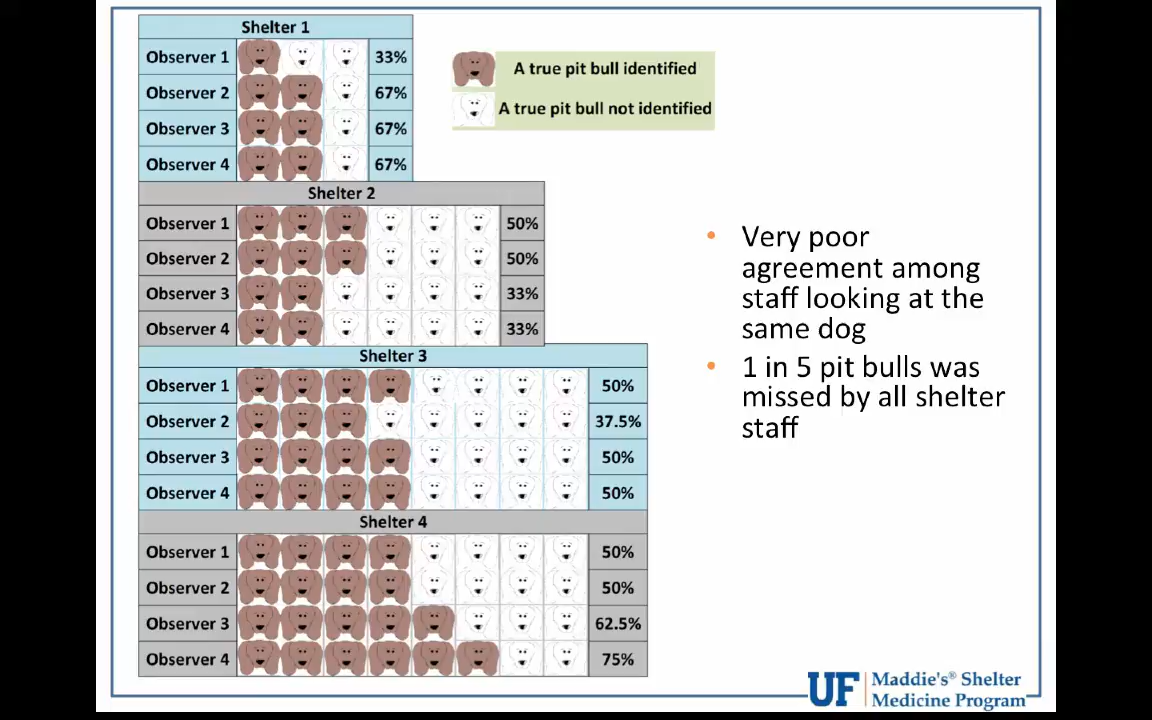 Shelter 1
Observer 1 33%
Observer 2 67%
Observer 3 67%
Observer 4 67%
A true pit bull identified
A true pit bull not identified
Shelter 2
Observer 1 50%
Observer 2 50%
Observer 3 33%
Observer 4 33%
Shelter 3
Observer 1 50%
Observer 2 37.5%
Observer 3 50%
Observer 4 50%
Shelter 4
Observer 1 50%
Observer 2 50%
Observer 3 62.5%
Observer 4 75%
• Very poor
agreement among
staff looking at the
same dog
• 1 in 5 pit bulls was
missed by all shelter
staff
UF Maddie's® Shelter
Medicine Program